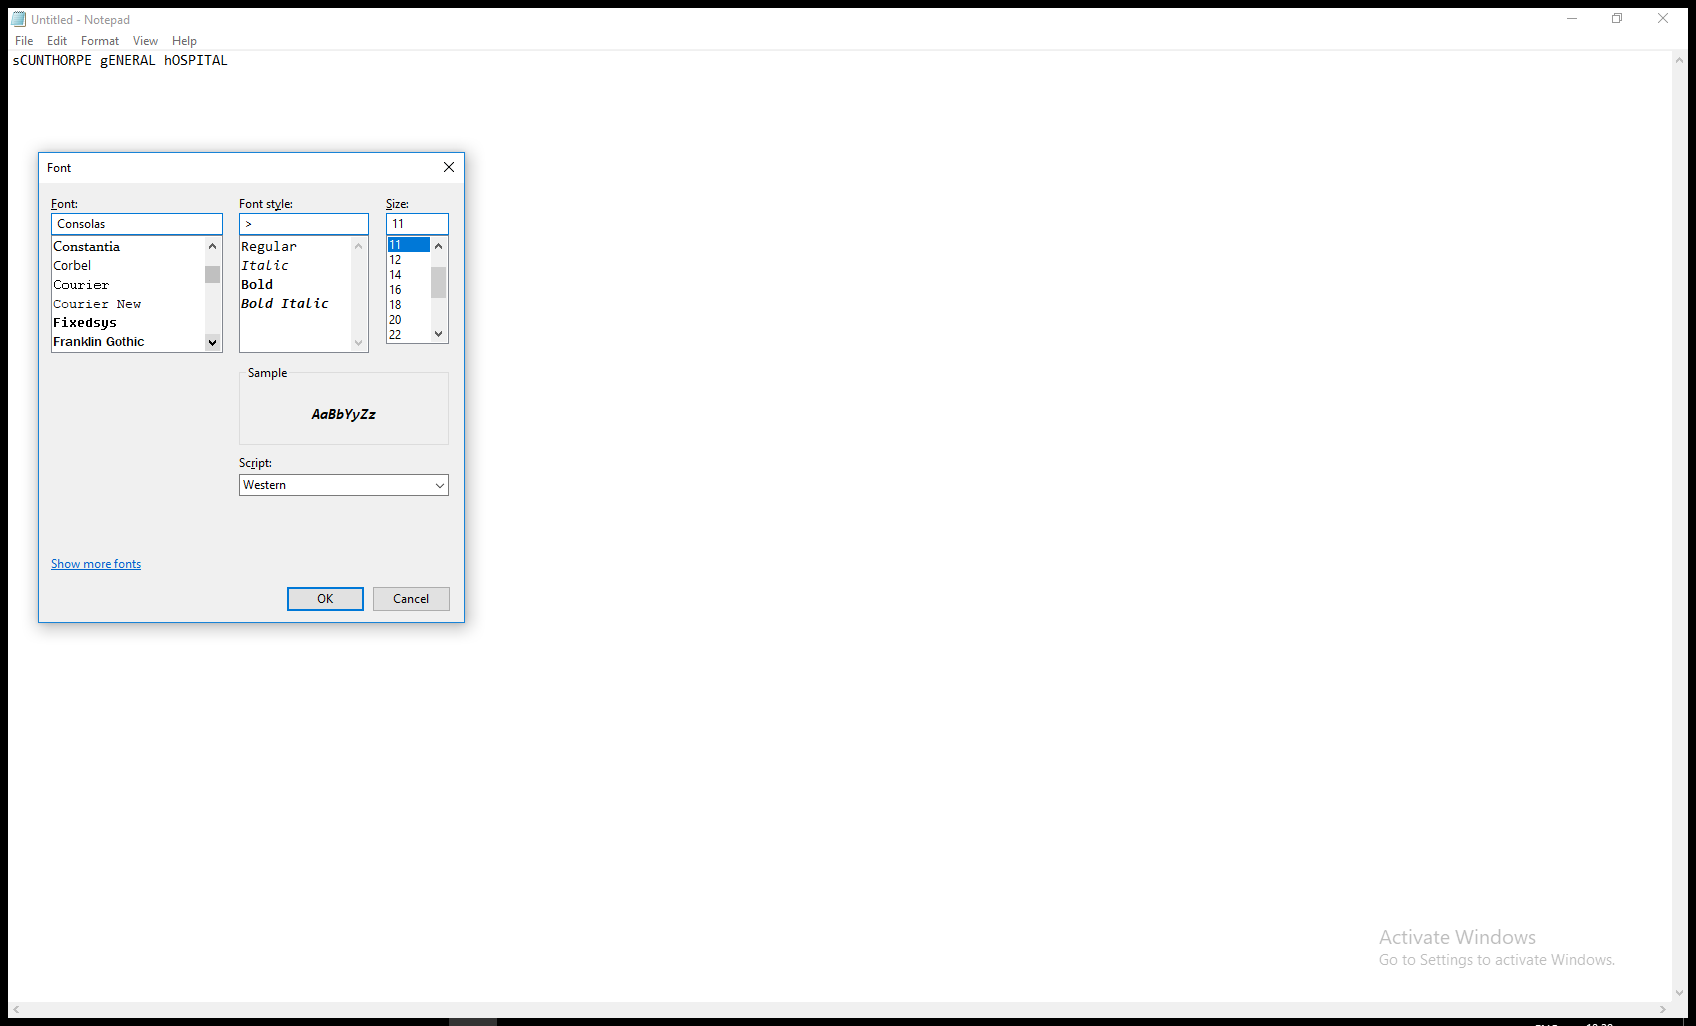 Untitled - Notepad
File Edit Format View Help
sCUNTHORPE gENERAL hOSPITAL
Font
Font: Font style: Size:
Consolas > 11
Constantia Regular 11
Corbel Italic 12
Courier Bold 14
Courier New Bold Italic 16
Fixedsys 18
Franklin Gothic 20
22
Sample
AaBbYyZz
Script:
Western
Show more fonts
OK Cancel
Activate Windows
Go to Settings to activate Windows.